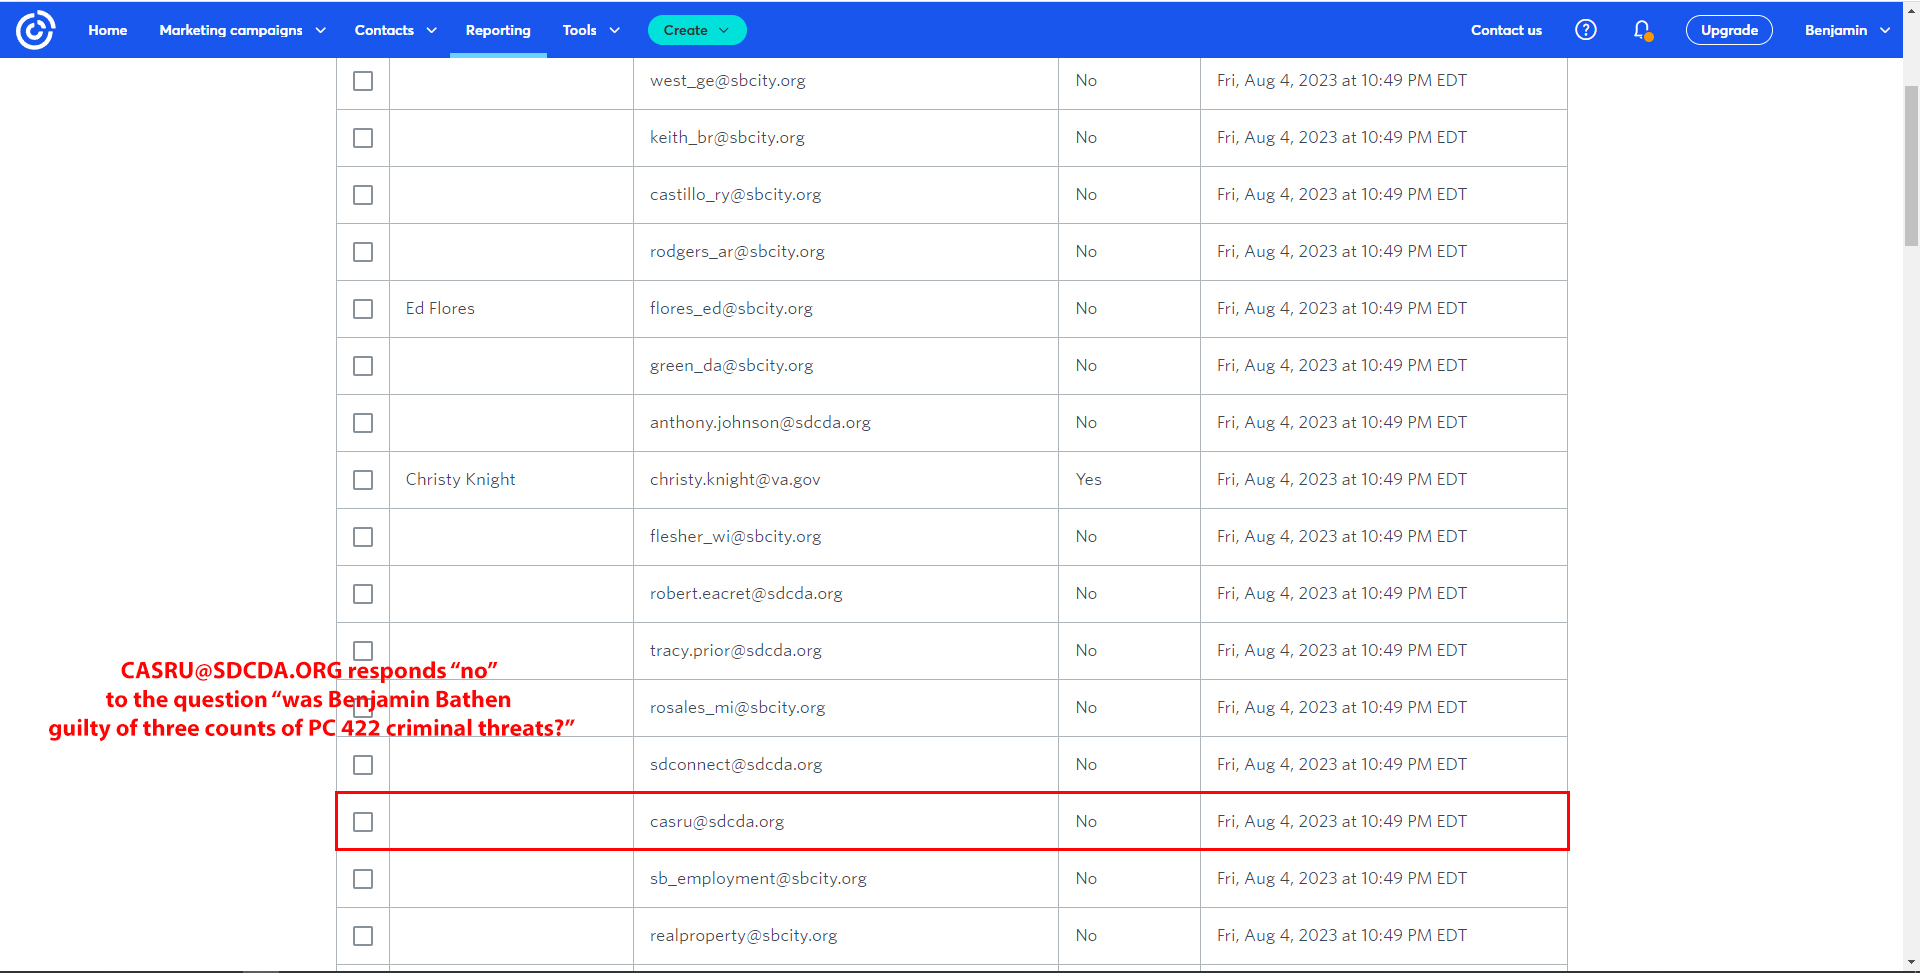 Home Marketing campaigns Contacts Reporting Tools Create Contact us Upgrade Benjamin
west_ge@sbcity.org No Fri, Aug 4, 2023 at 10:49 PM EDT
keith_br@sbcity.org No Fri, Aug 4, 2023 at 10:49 PM EDT
castillo_ry@sbcity.org No Fri, Aug 4, 2023 at 10:49 PM EDT
rodgers_ar@sbcity.org No Fri, Aug 4, 2023 at 10:49 PM EDT
Ed Flores flores_ed@sbcity.org No Fri, Aug 4, 2023 at 10:49 PM EDT
green_da@sbcity.org No Fri, Aug 4, 2023 at 10:49 PM EDT
anthony.johnson@sdcda.org No Fri, Aug 4, 2023 at 10:49 PM EDT
Christy Knight christy.knight@va.gov Yes Fri, Aug 4, 2023 at 10:49 PM EDT
flesher_wi@sbcity.org No Fri, Aug 4, 2023 at 10:49 PM EDT
robert.eacret@sdcda.org No Fri, Aug 4, 2023 at 10:49 PM EDT
tracy.prior@sdcda.org No Fri, Aug 4, 2023 at 10:49 PM EDT
CASRU@SDCDA.ORG responds “no”
to the question “was Benjamin Bathen
guilty of three counts of PC 422 criminal threats?”
rosales_mi@sbcity.org No Fri, Aug 4, 2023 at 10:49 PM EDT
sdconnect@sdcda.org No Fri, Aug 4, 2023 at 10:49 PM EDT
casru@sdcda.org No Fri, Aug 4, 2023 at 10:49 PM EDT
sb_employment@sbcity.org No Fri, Aug 4, 2023 at 10:49 PM EDT
realproperty@sbcity.org No Fri, Aug 4, 2023 at 10:49 PM EDT